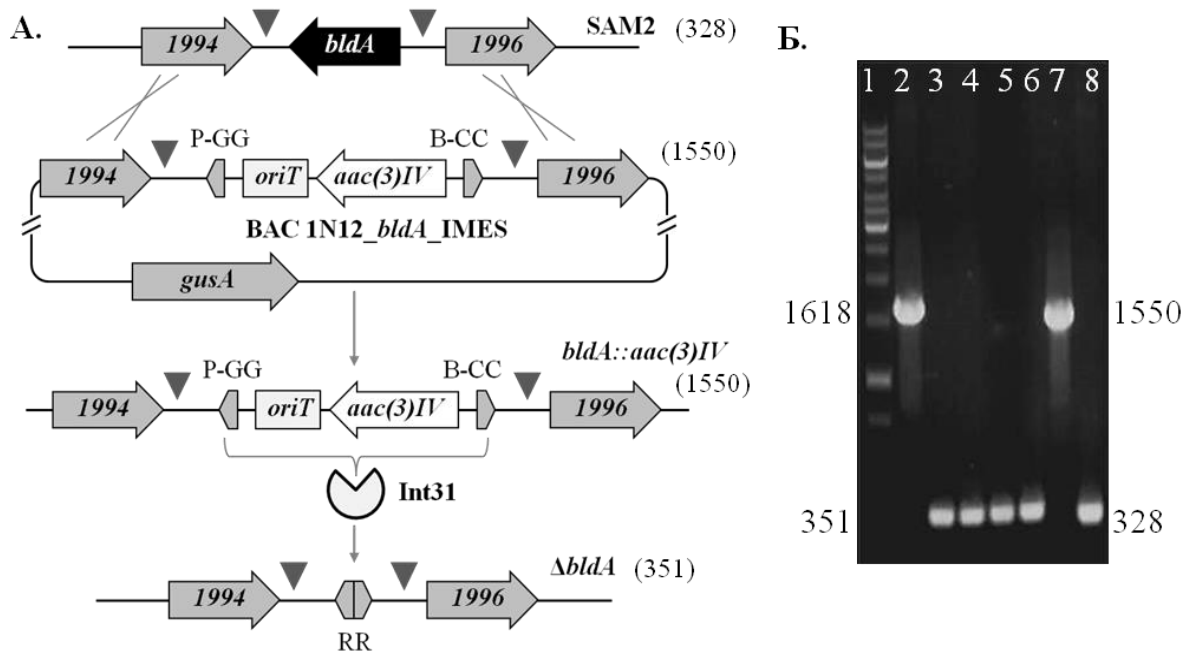 А.
1994
bldA
1996
SAM2 (328)
P-GG
B-CC
(1550)
1994
oriT
aac(3)IV
1996
BAC 1N12_bldA_IMES
gusA
bldA::aac(3)IV
P-GG
B-CC
(1550)
1994
oriT
aac(3)IV
1996
Int31
ΔbldA (351)
1994
1996
RR
Б.
1 2 3 4 5 6 7 8
1618
1550
351
328